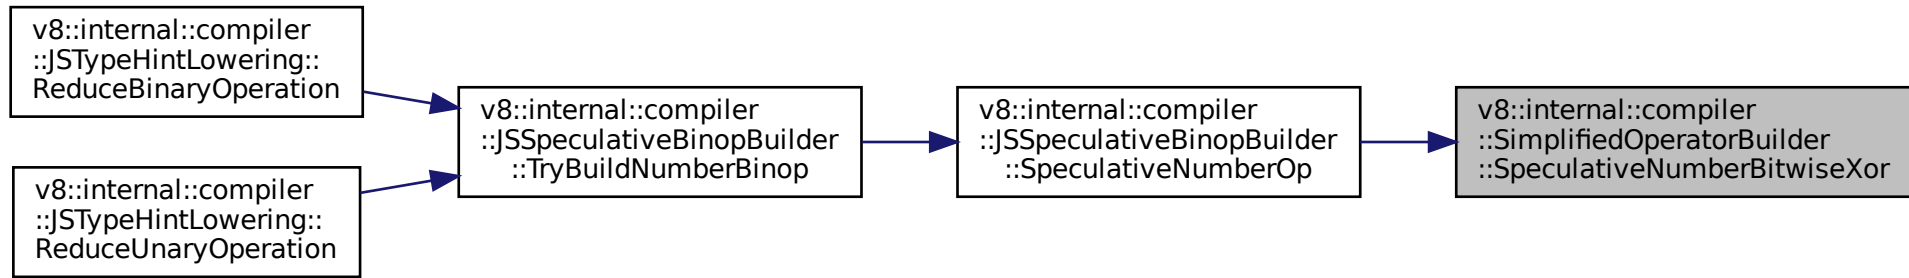 v8::internal::compiler
::JSTypeHintLowering::
ReduceBinaryOperation
v8::internal::compiler
::JSTypeHintLowering::
ReduceUnaryOperation
v8::internal::compiler
::JSSpeculativeBinopBuilder
::TryBuildNumberBinop
v8::internal::compiler
::JSSpeculativeBinopBuilder
::SpeculativeNumberOp
v8::internal::compiler
::SimplifiedOperatorBuilder
::SpeculativeNumberBitwiseXor